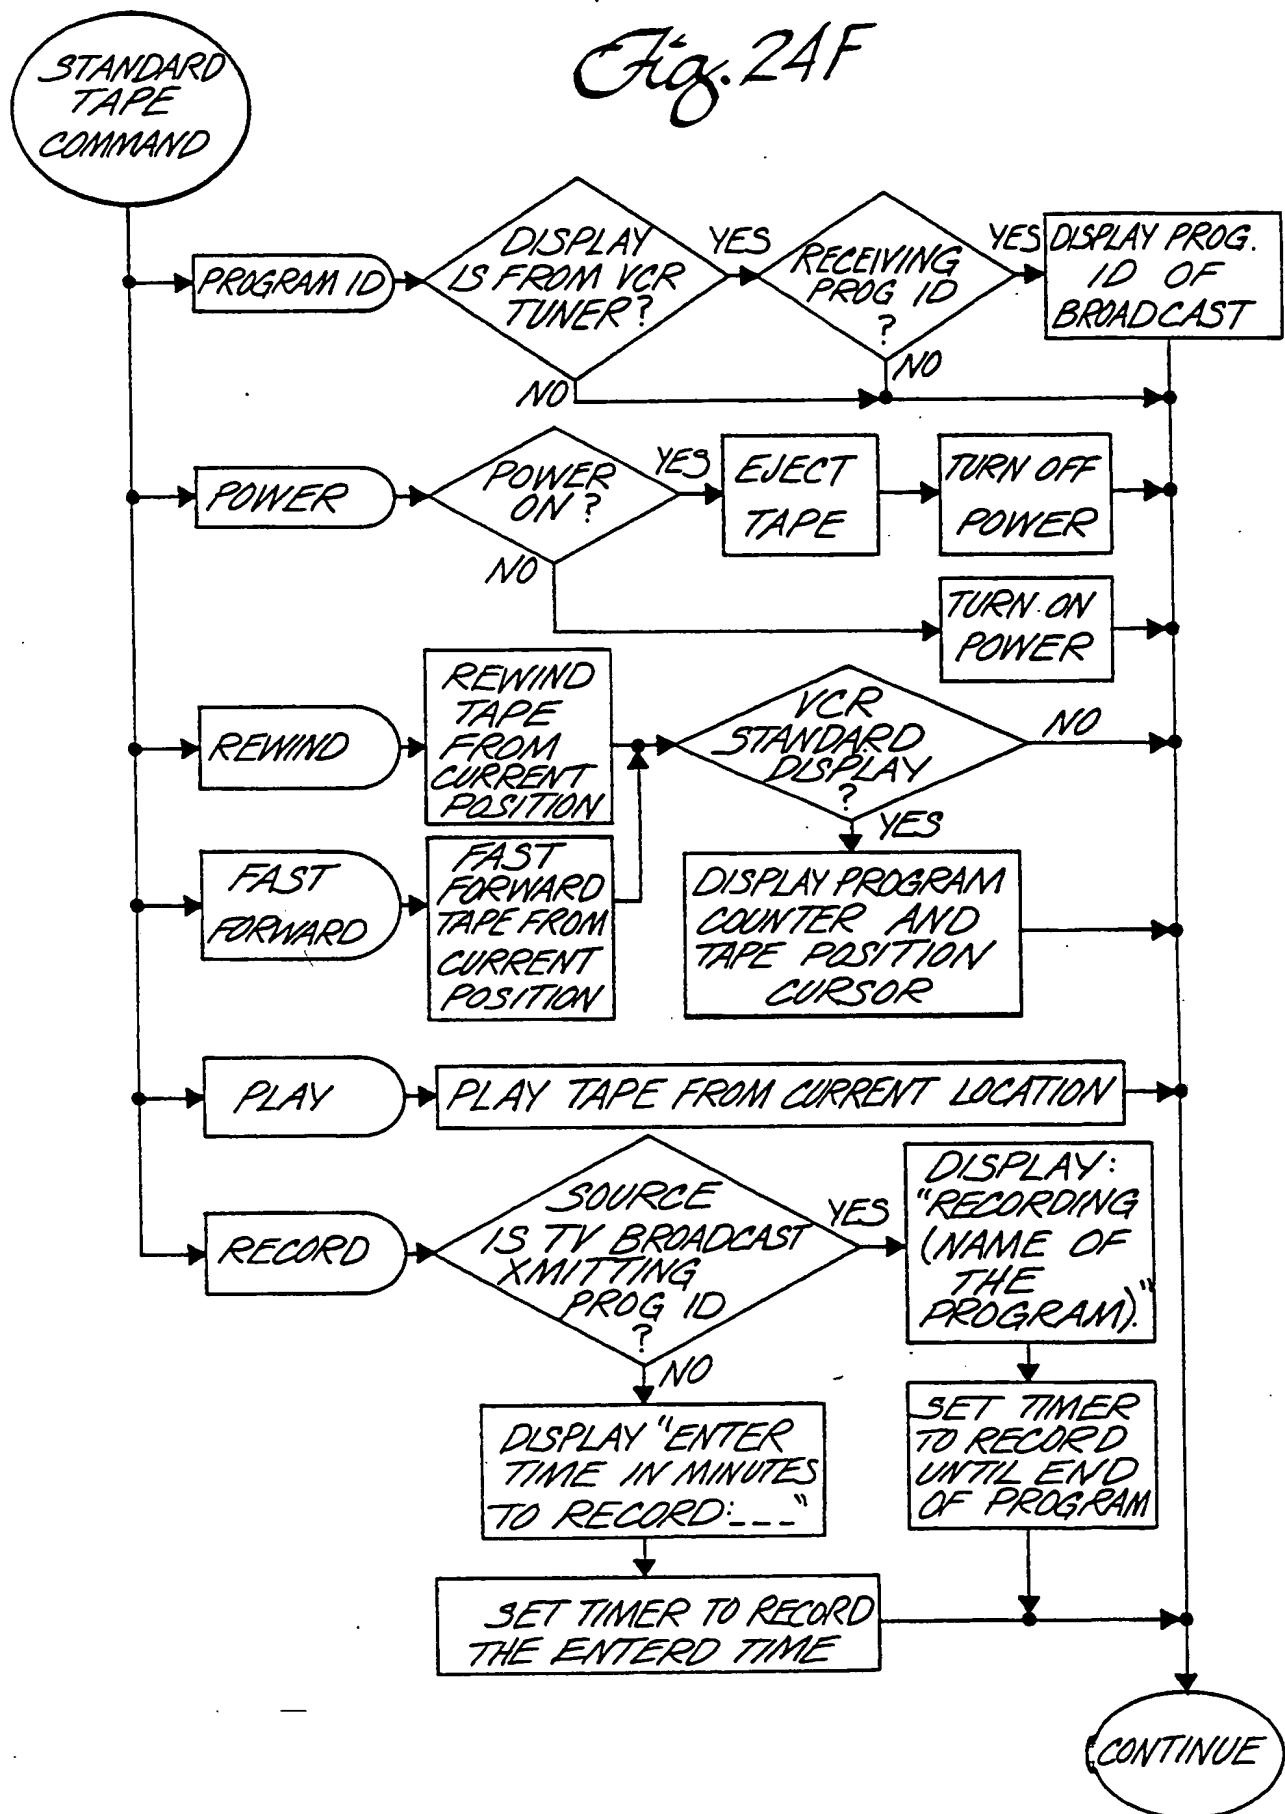 Fig. 24F
STANDARD
TAPE
COMMAND
PROGRAM ID
DISPLAY
IS FROM VCR
TUNER?
YES
NO
RECEIVING
PROG ID
?
YES
NO
DISPLAY PROG.
ID OF
BROADCAST
POWER
POWER
ON?
YES
NO
EJECT
TAPE
TURN OFF
POWER
TURN ON
POWER
REWIND
REWIND
TAPE
FROM
CURRENT
POSITION
VCR
STANDARD
DISPLAY
?
NO
YES
FAST
FORWARD
FAST
FORWARD
TAPE FROM
CURRENT
POSITION
DISPLAY PROGRAM
COUNTER AND
TAPE POSITION
CURSOR
PLAY
PLAY TAPE FROM CURRENT LOCATION
RECORD
SOURCE
IS TV BROADCAST
XMITTING
PROG ID
?
YES
NO
DISPLAY:
"RECORDING
(NAME OF
THE
PROGRAM)."
SET TIMER
TO RECORD
UNTIL END
OF PROGRAM
DISPLAY "ENTER
TIME IN MINUTES
TO RECORD:_ _ _"
SET TIMER TO RECORD
THE ENTERD TIME
CONTINUE